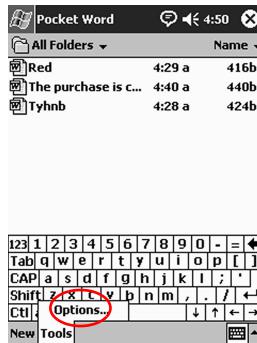 Pocket Word 4:50
All Folders Name
Red 4:29 a 416b
The purchase is c... 4:40 a 440b
Tyhnb 4:28 a 424b
123 1 2 3 4 5 6 7 8 9 0 - =
Tab q w e r t y u i o p [ ]
CAP a s d f g h j k l ; '
Shift z x c v b n m , . /
Ctl
Options...
New Tools